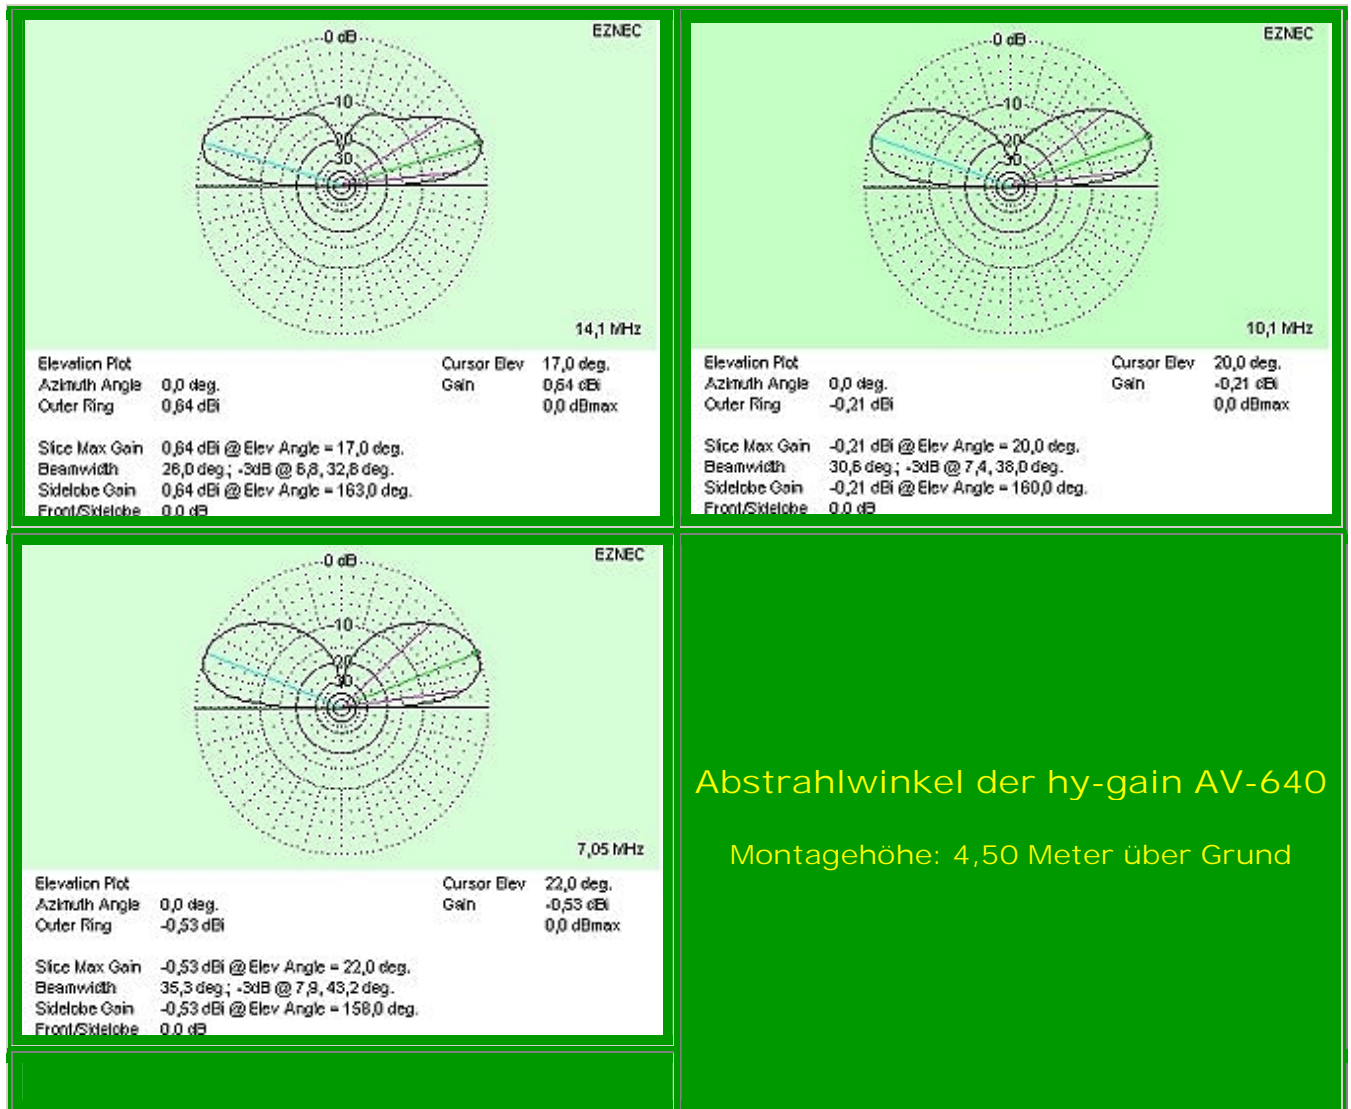 0 dB
EZNEC
-10
20
30
14,1 MHz
Elevation Plot
Cursor Elev 17,0 deg.
Azimuth Angle 0,0 deg.
Gain 0,64 dBi
Outer Ring 0,64 dBi
0,0 dBmax
Slice Max Gain 0,64 dBi @ Elev Angle = 17,0 deg.
Beamwidth 26,0 deg.; -3dB @ 6,8, 32,8 deg.
Sidelobe Gain 0,64 dBi @ Elev Angle = 163,0 deg.
Front/Sidelobe 0,0 dB
0 dB
EZNEC
-10
20
30
10,1 MHz
Elevation Plot
Cursor Elev 20,0 deg.
Azimuth Angle 0,0 deg.
Gain -0,21 dBi
Outer Ring -0,21 dBi
0,0 dBmax
Slice Max Gain -0,21 dBi @ Elev Angle = 20,0 deg.
Beamwidth 30,6 deg.; -3dB @ 7,4, 38,0 deg.
Sidelobe Gain -0,21 dBi @ Elev Angle = 160,0 deg.
Front/Sidelobe 0,0 dB
0 dB
EZNEC
-10
20
30
7,05 MHz
Elevation Plot
Cursor Elev 22,0 deg.
Azimuth Angle 0,0 deg.
Gain -0,53 dBi
Outer Ring -0,53 dBi
0,0 dBmax
Slice Max Gain -0,53 dBi @ Elev Angle = 22,0 deg.
Beamwidth 35,3 deg.; -3dB @ 7,9, 43,2 deg.
Sidelobe Gain -0,53 dBi @ Elev Angle = 158,0 deg.
Front/Sidelobe 0,0 dB
Abstrahlwinkel der hy-gain AV-640
Montagehöhe: 4,50 Meter über Grund